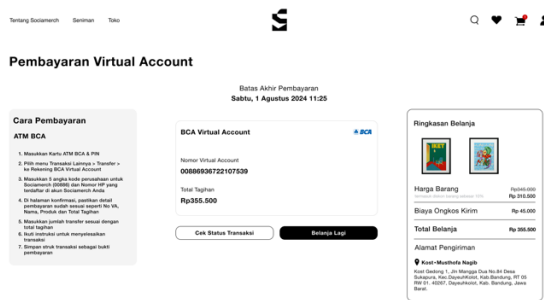 Tentang Sociamerch Seniman Toko
Pembayaran Virtual Account
Batas Akhir Pembayaran
Sabtu, 1 Agustus 2024 11:25
Cara Pembayaran
ATM BCA
1. Masukkan Kartu ATM BCA & PIN
2. Pilih menu Transaksi Lainnya > Transfer >
ke Rekening BCA Virtual Account
3. Masukkan 5 angka kode perusahaan untuk
Sociamerch (00886) dan Nomor HP yang
terdaftar di akun Sociamerch Anda
4. Di halaman konfirmasi, pastikan detail
pembayaran sudah sesuai seperti No VA,
Nama, Produk dan Total Tagihan
5. Masukkan jumlah transfer sesuai dengan
total tagihan
6. Ikuti instruksi untuk menyelesaikan
transaksi
7. Simpan struk transaksi sebagai bukti
pembayaran
BCA Virtual Account
BCA
Nomor Virtual Account
00886936722107539
Total Tagihan
Rp355.500
Cek Status Transaksi
Belanja Lagi
Ringkasan Belanja
Harga Barang
Rp 310.500
Biaya Ongkos Kirim Rp 45.000
Total Belanja Rp 355.500
Alamat Pengiriman
Kost-Musthofa Nagib
Kost Gedong 1, Jln Mangga Dua No.84 Desa
Sukapura, Kec.Dayeuhkolot, Kab.Bandung, RT 05
RW 01. 40267, Dayeuhkolot, Kab. Bandung, Jawa
Barat.